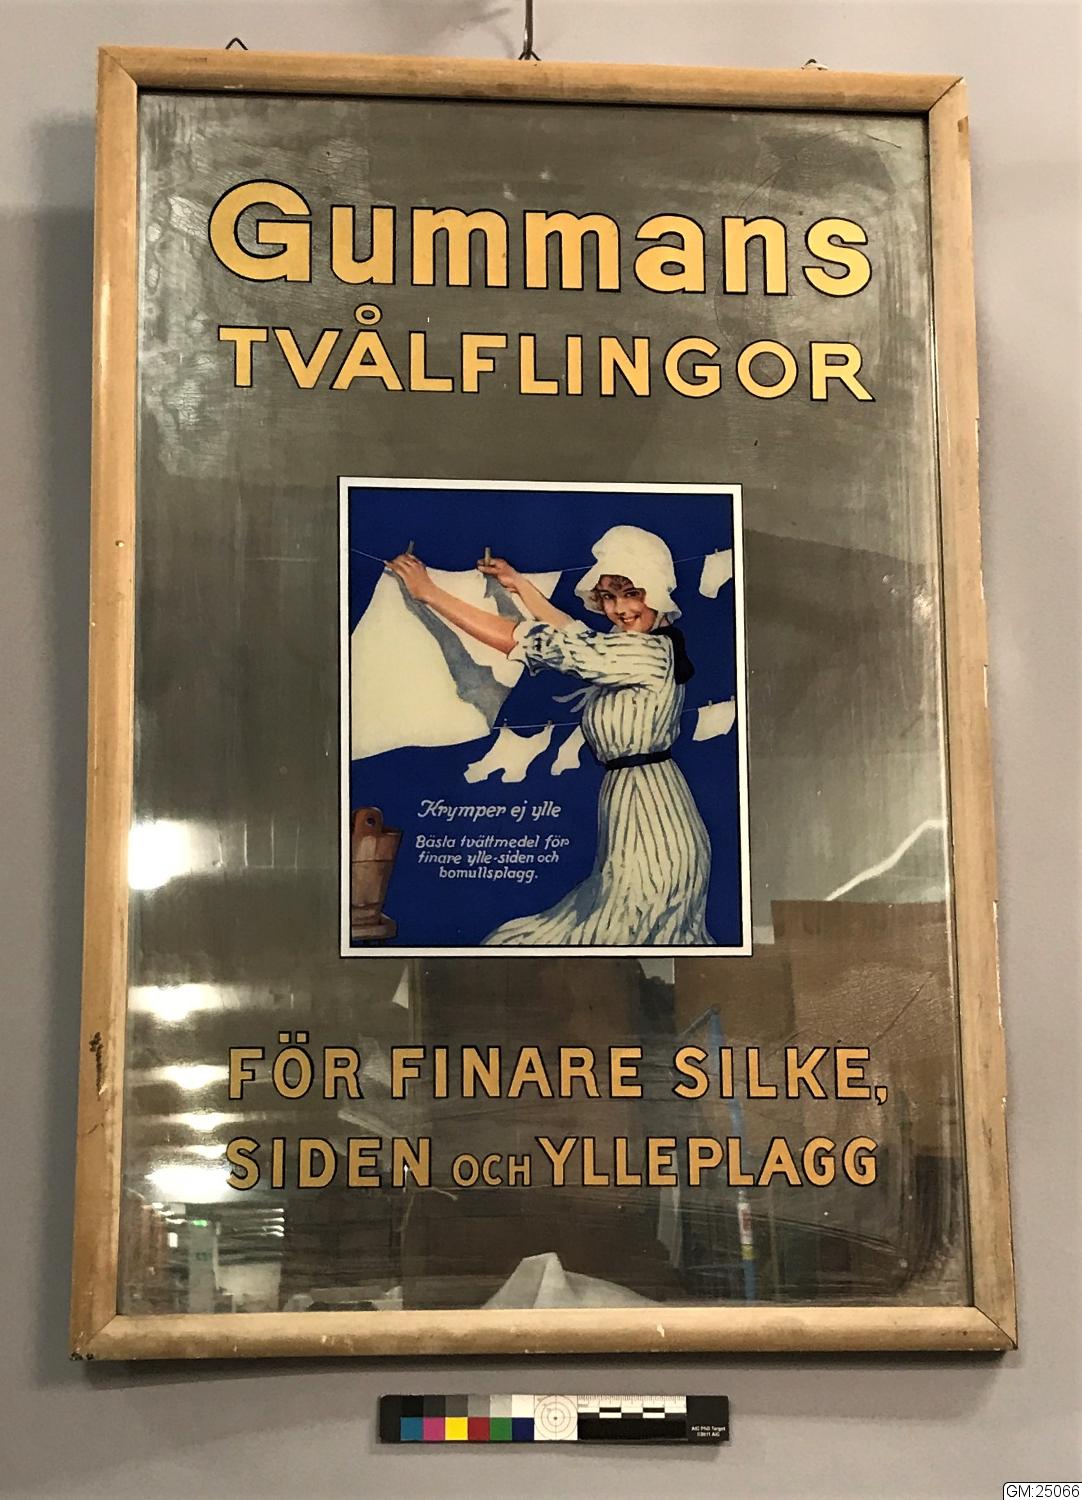 Gummans
TVÅLFLINGOR
Krymper ej ylle
Bästa tvättmedel för
finare ylle-siden och
bomullsplagg.
FÖR FINARE SILKE,
SIDEN OCH YLLEPLAGG
GM:25066